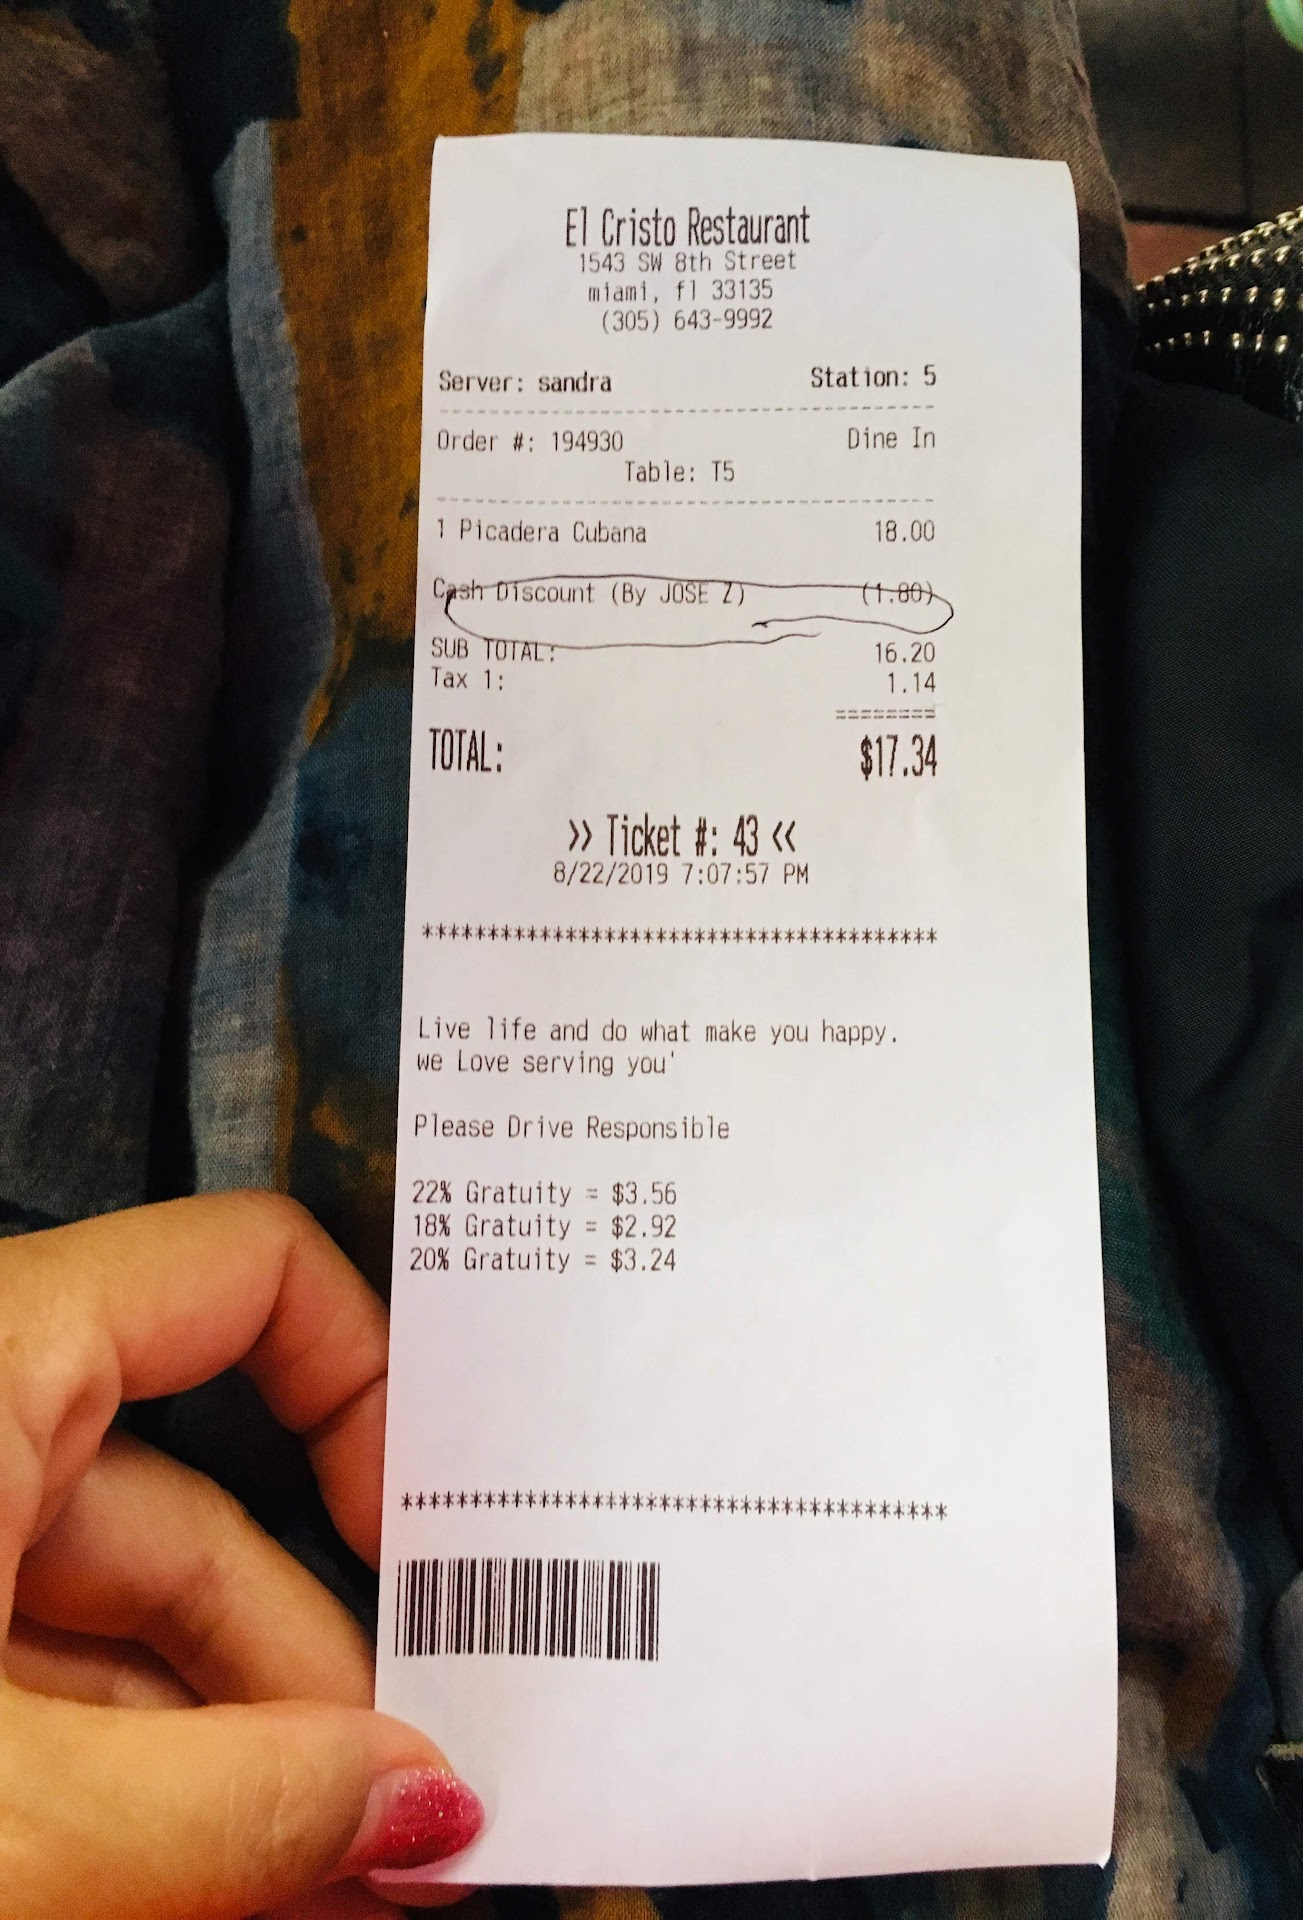 El Cristo Restaurant
1543 SW 8th Street
miami, fl 33135
(305) 643-9992
Server: sandra Station: 5
Order #: 194930 Dine In
Table: T5
1 Picadera Cubana 18.00
Cash Discount (By JOSE Z) (1.80)
SUB TOTAL: 16.20
Tax 1: 1.14
========
TOTAL: $17.34
>> Ticket #: 43 <<
8/22/2019 7:07:57 PM
****************************************
Live life and do what make you happy.
we Love serving you'
Please Drive Responsible
22% Gratuity = $3.56
18% Gratuity = $2.92
20% Gratuity = $3.24
****************************************